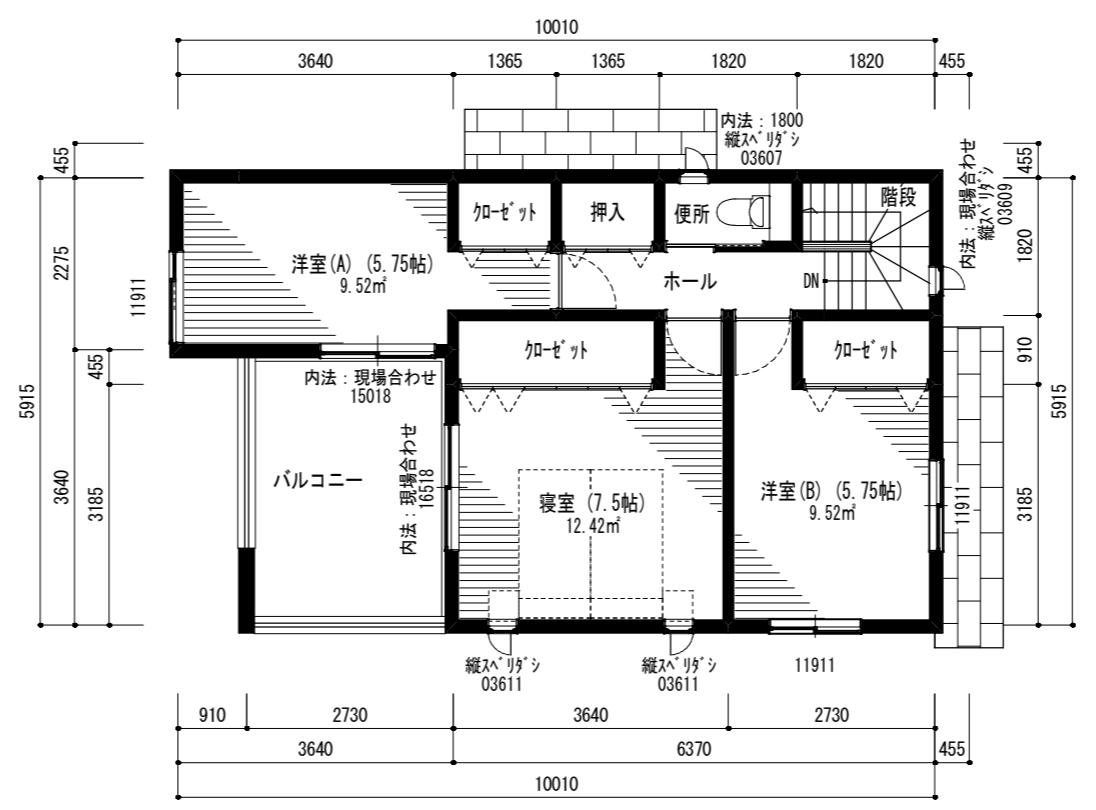 10010
3640
1365
1365
1820
1820
455
内法：1800
縦ｽﾍﾞﾘﾀﾞｼ
03607
内法：現場合わせ
縦ｽﾍﾞﾘﾀﾞｼ
03609
455
2275
5915
455
3640
3185
11911
455
1820
910
5915
3185
ｸﾛｰｾﾞｯﾄ
押入
便所
階段
洋室(A) (5.75帖)
9.52㎡
ホール
DN
ｸﾛｰｾﾞｯﾄ
ｸﾛｰｾﾞｯﾄ
内法：現場合わせ
15018
内法：現場合わせ
16518
バルコニー
寝室 (7.5帖)
12.42㎡
洋室(B) (5.75帖)
9.52㎡
11911
縦ｽﾍﾞﾘﾀﾞｼ
03611
縦ｽﾍﾞﾘﾀﾞｼ
03611
11911
910
2730
3640
2730
3640
6370
455
10010